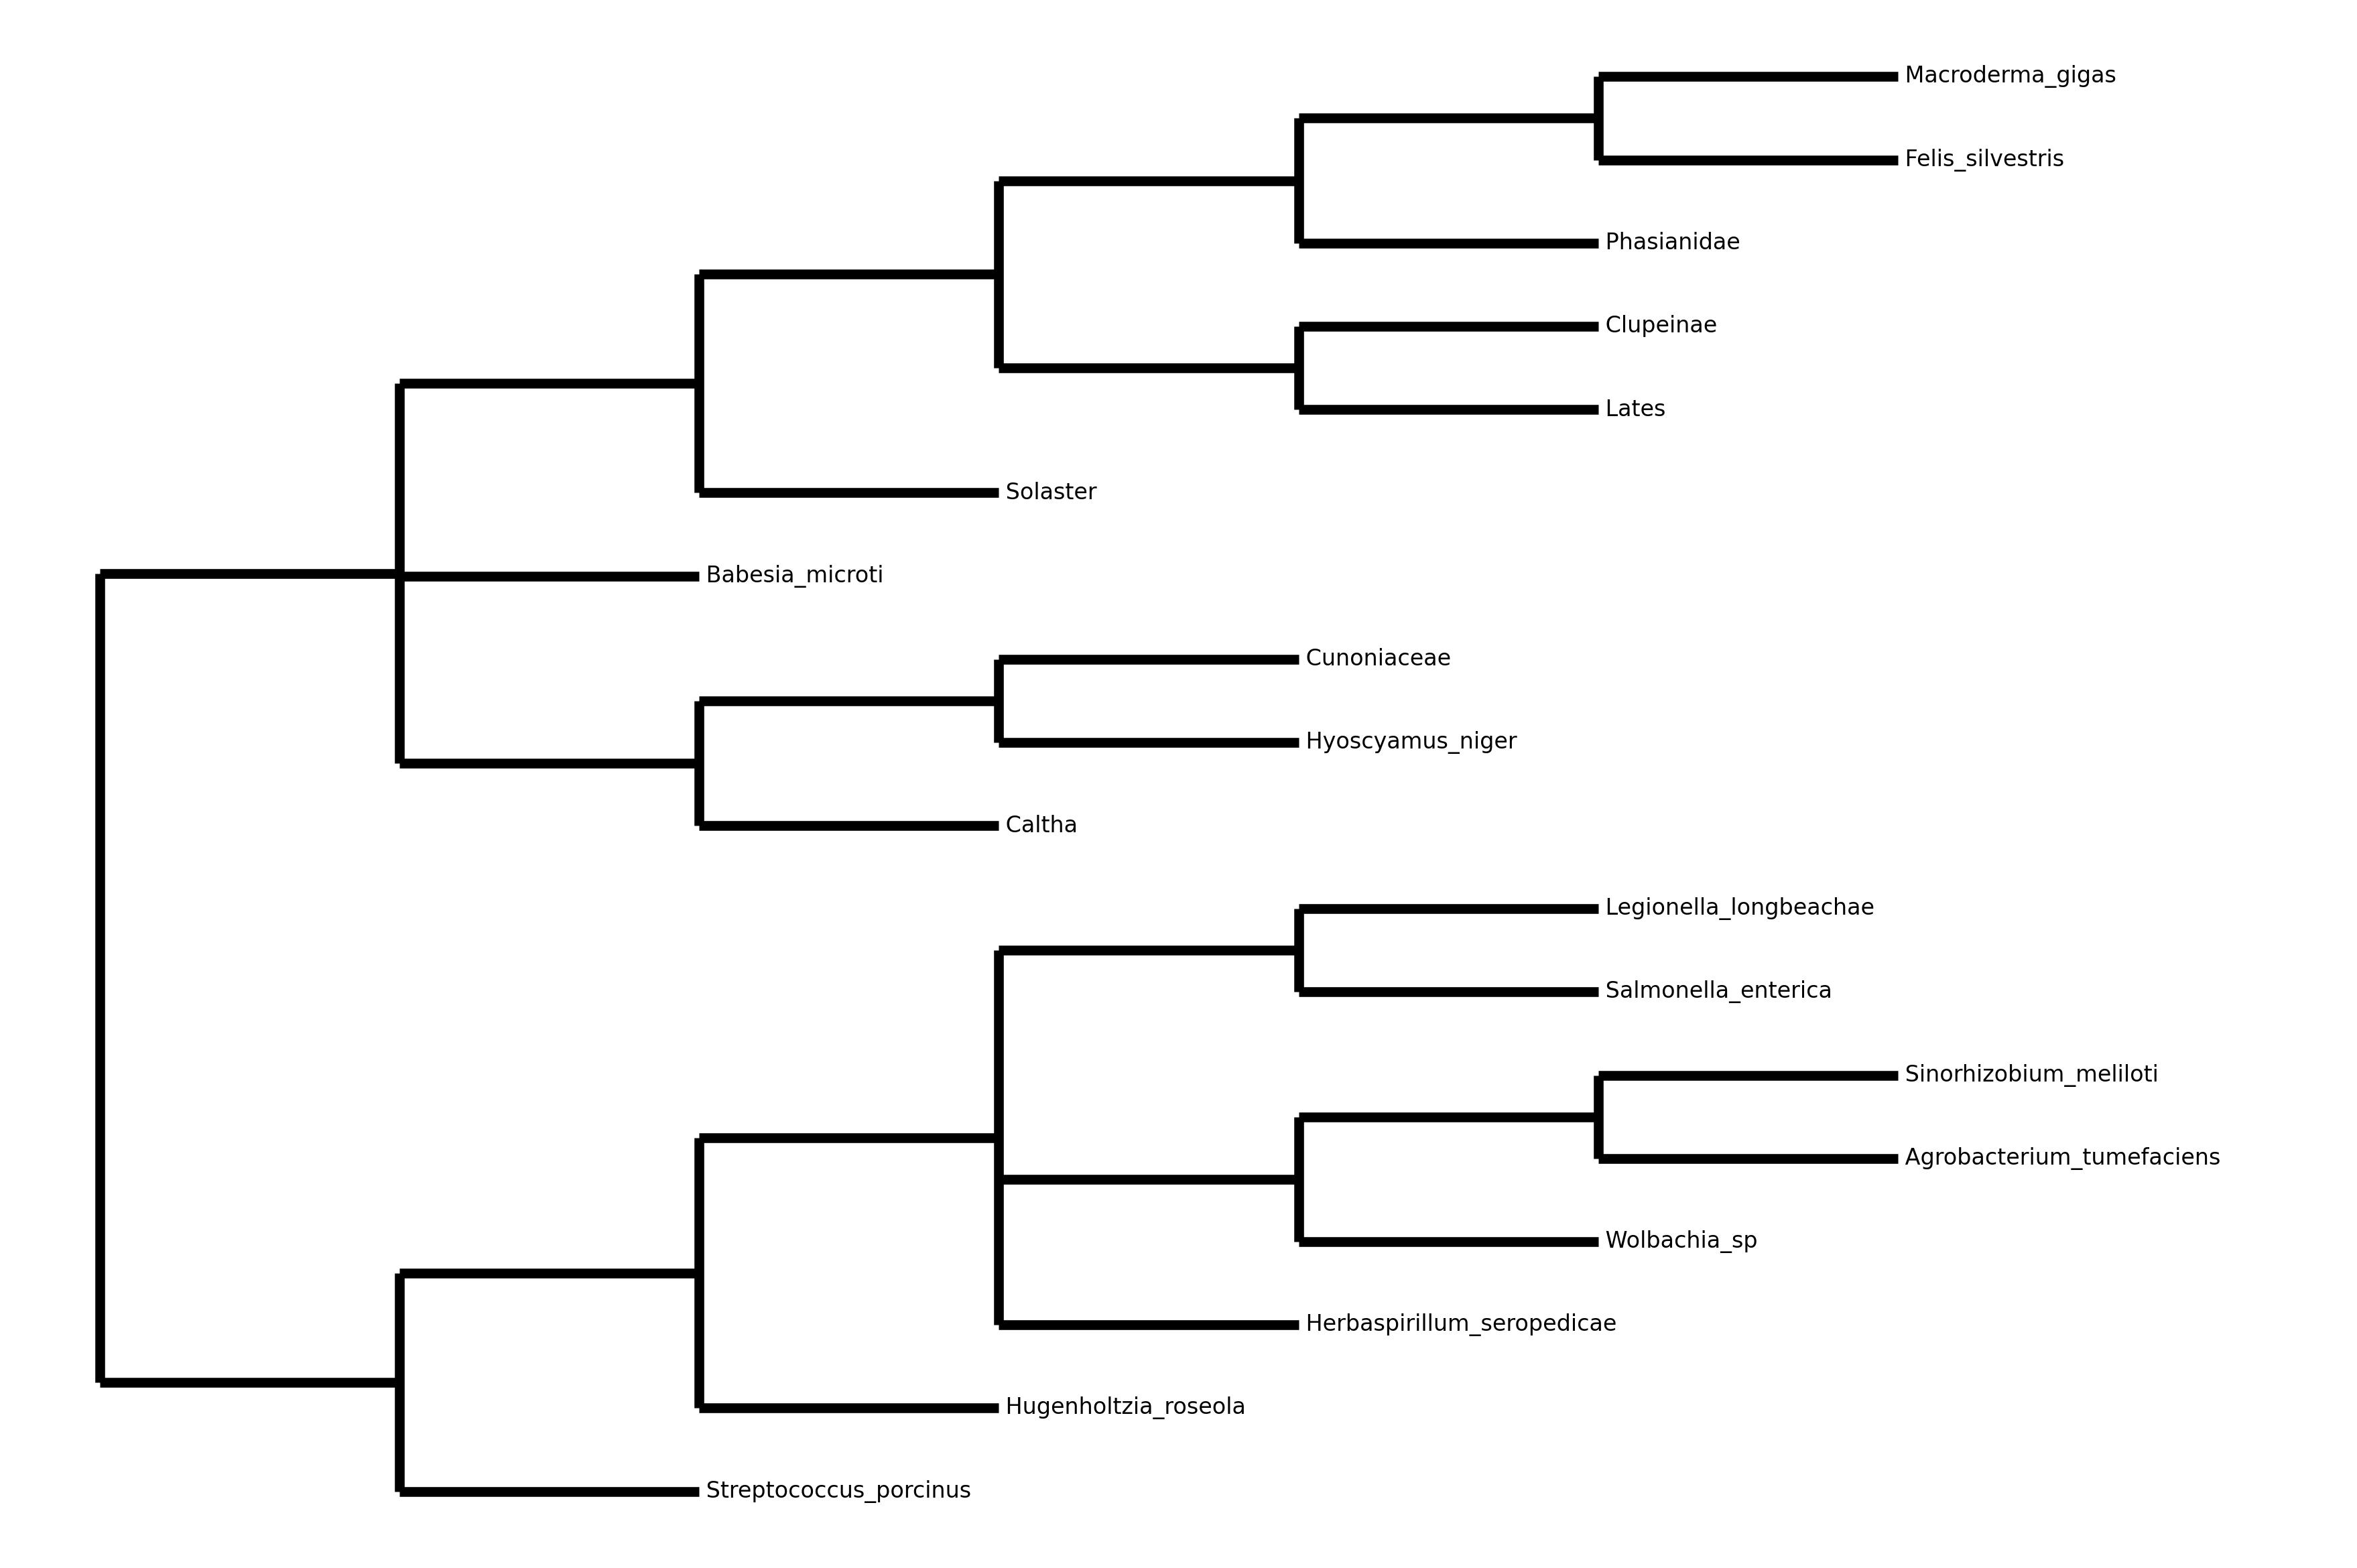 Macroderma_gigas
Felis_silvestris
Phasianidae
Clupeinae
Lates
Solaster
Babesia_microti
Cunoniaceae
Hyoscyamus_niger
Caltha
Legionella_longbeachae
Salmonella_enterica
Sinorhizobium_meliloti
Agrobacterium_tumefaciens
Wolbachia_sp
Herbaspirillum_seropedicae
Hugenholtzia_roseola
Streptococcus_porcinus